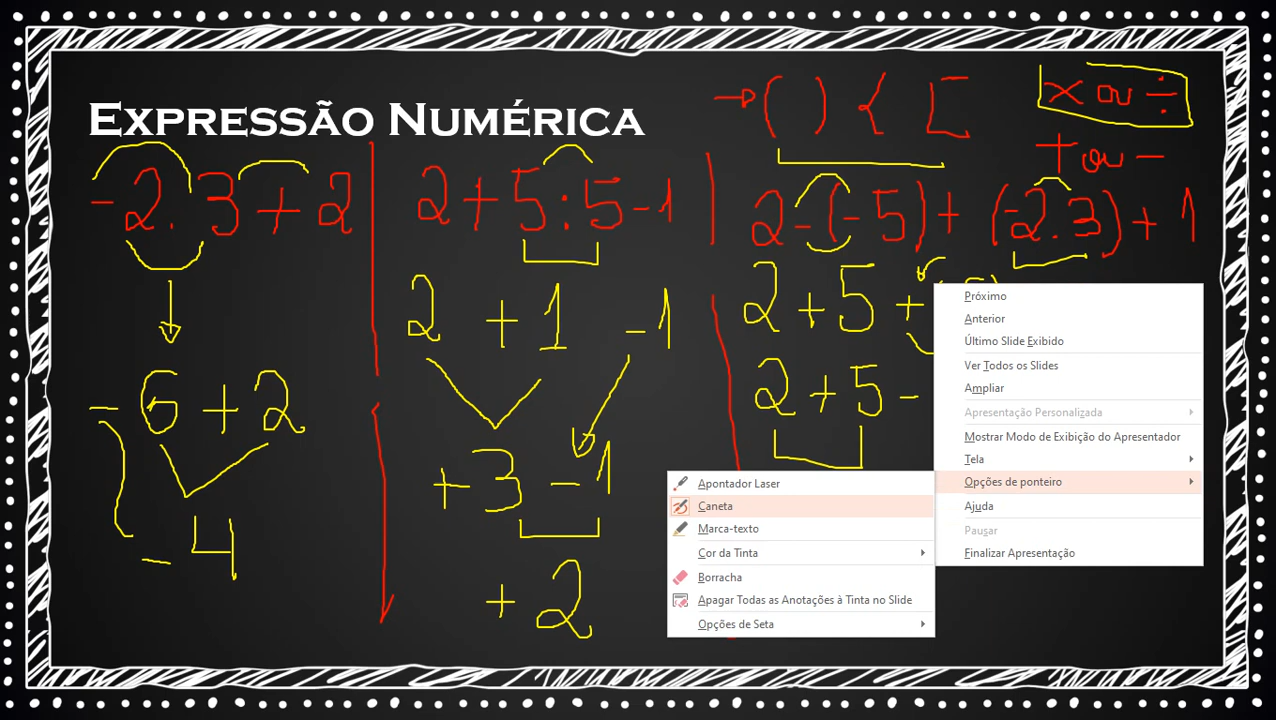 EXPRESSÃO NUMÉRICA
→ ( ) { [
x ou ÷
+ ou -
-2.3+2
2+5:5-1
2-(-5)+(-2.3)+1
2 +1 -1
2+5+
-6+2
2+5-
+3-1
-4
+2
Próximo
Anterior
Último Slide Exibido
Ver Todos os Slides
Ampliar
Apresentação Personalizada
Mostrar Modo de Exibição do Apresentador
Tela
Opções de ponteiro
Ajuda
Pausar
Finalizar Apresentação
Apontador Laser
Caneta
Marca-texto
Cor da Tinta
Borracha
Apagar Todas as Anotações à Tinta no Slide
Opções de Seta